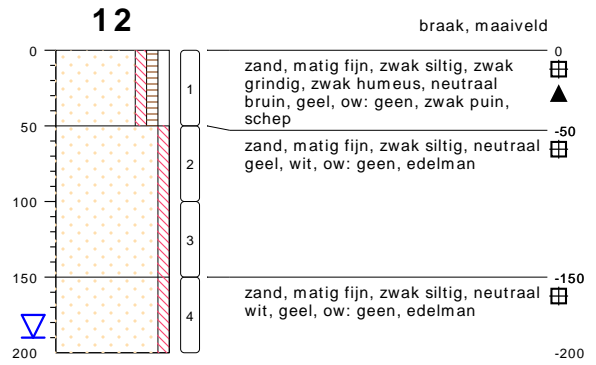 12
braak, maaiveld
0
0
zand, matig fijn, zwak siltig, zwak
grindig, zwak humeus, neutraal
bruin, geel, ow: geen, zwak puin,
schep
1
50
-50
zand, matig fijn, zwak siltig, neutraal
geel, wit, ow: geen, edelman
2
100
3
150
-150
zand, matig fijn, zwak siltig, neutraal
wit, geel, ow: geen, edelman
4
200
-200